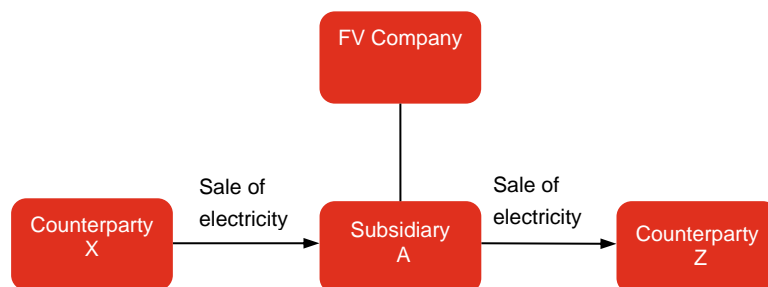 FV Company
Sale of
electricity
Sale of
electricity
Counterparty
X
Subsidiary
A
Counterparty
Z